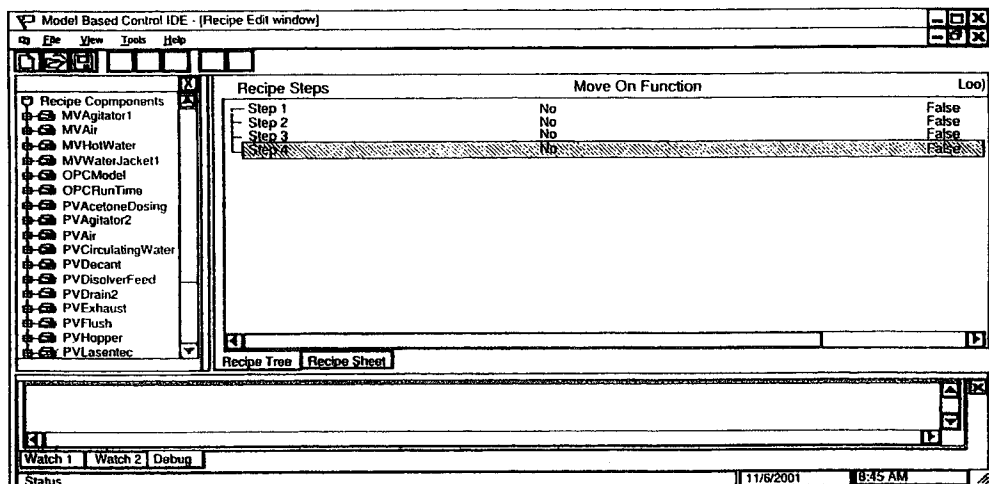 Model Based Control IDE - [Recipe Edit window]
File View Tools Help
Recipe Copmponents
MVAgitator1
MVAir
MVHotWater
MVWaterJacket1
OPCModel
OPCRunTime
PVAcetoneDosing
PVAgitator2
PVAir
PVCirculatingWater
PVDecant
PVDisolverFeed
PVDrain2
PVExhaust
PVFlush
PVHopper
PVLasentec
Recipe Steps Move On Function Loo)
Step 1 No False
Step 2 No False
Step 3 No False
Step 4 No False
Recipe Tree Recipe Sheet
Watch 1 Watch 2 Debug
Status 11/6/2001 8:45 AM